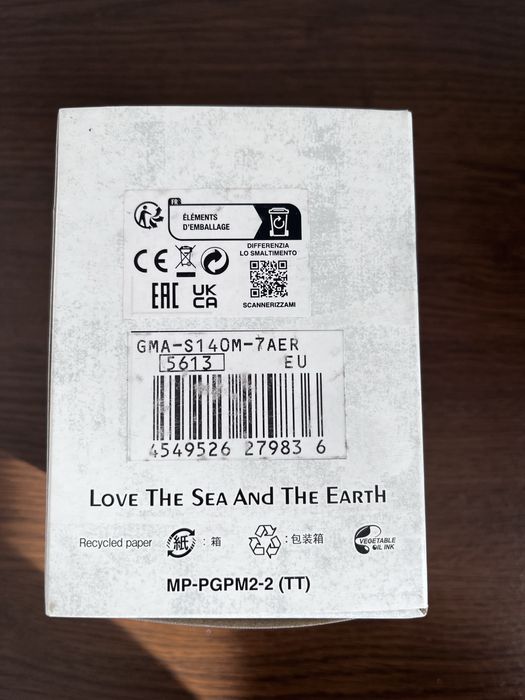 FR
ÉLÉMENTS
D'EMBALLAGE
CE
DIFFERENZIA
LO SMALTIMENTO
EAC UK
CA
SCANNERIZZAMI
GMA-S140M-7AER
5613 EU
4549526 27983 6
LOVE THE SEA AND THE EARTH
Recycled paper 紙 : 箱 : 包装箱 VEGETABLE
OIL INK
MP-PGPM2-2 (TT)